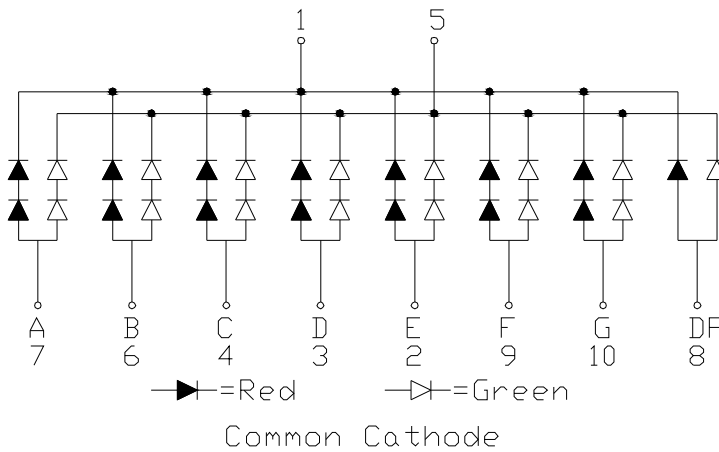 1 5
A B C D E F G DP
7 6 4 3 2 9 10 8
=Red =Green
Common Cathode